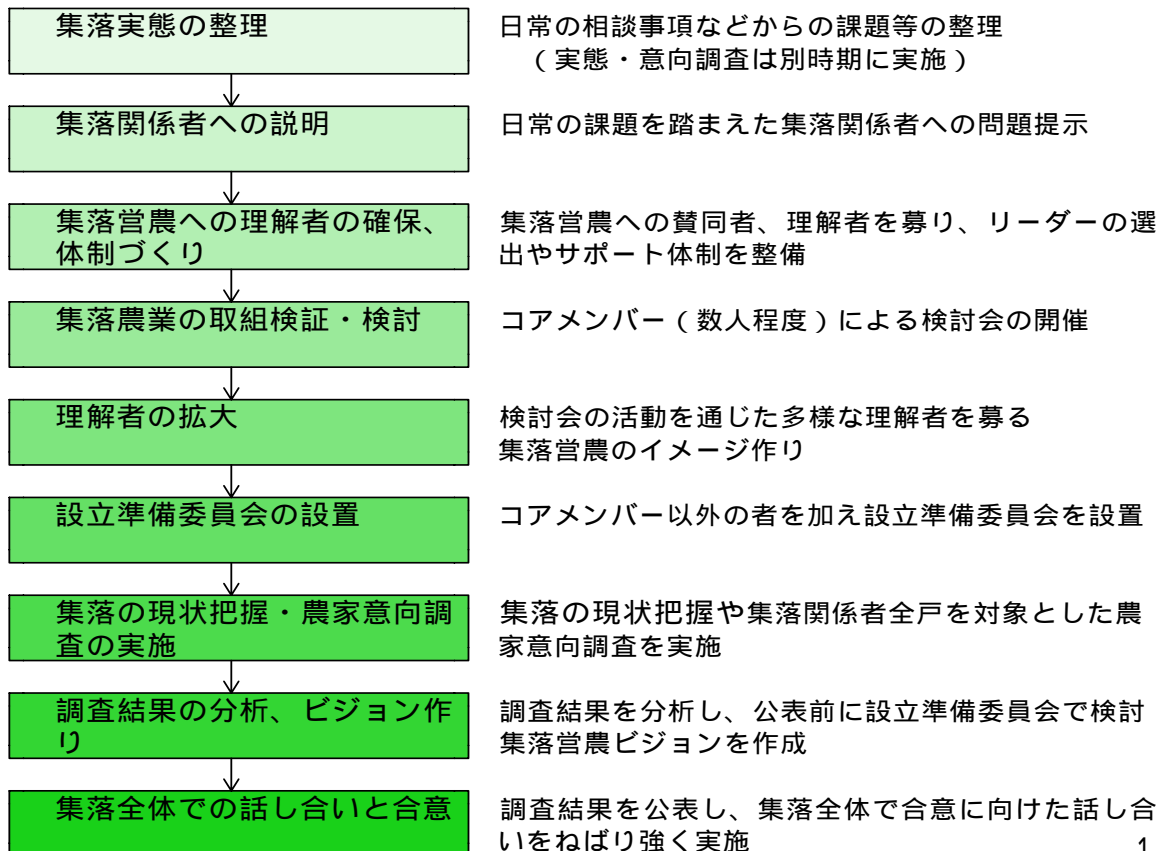 集落実態の整理
日常の相談事項などからの課題等の整理
（実態・意向調査は別時期に実施）
集落関係者への説明
日常の課題を踏まえた集落関係者への問題提示
集落営農への理解者の確保、
体制づくり
集落営農への賛同者、理解者を募り、リーダーの選
出やサポート体制を整備
集落農業の取組検証・検討
コアメンバー（数人程度）による検討会の開催
理解者の拡大
検討会の活動を通じた多様な理解者を募る
集落営農のイメージ作り
設立準備委員会の設置
コアメンバー以外の者を加え設立準備委員会を設置
集落の現状把握・農家意向調
査の実施
集落の現状把握や集落関係者全戸を対象とした農
家意向調査を実施
調査結果の分析、ビジョン作
り
調査結果を分析し、公表前に設立準備委員会で検討
集落営農ビジョンを作成
集落全体での話し合いと合意
調査結果を公表し、集落全体で合意に向けた話し合
いをねばり強く実施
1